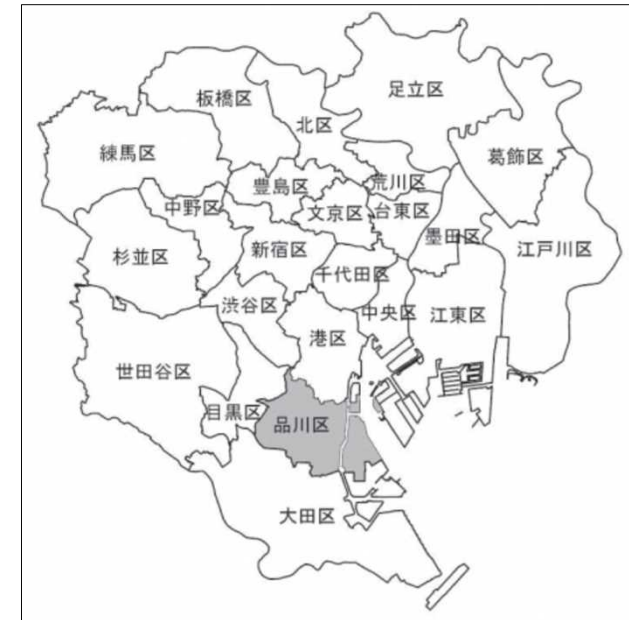 足立区
板橋区
北区
練馬区
葛飾区
荒川区
豊島区
中野区
文京区
台東区
墨田区
杉並区
新宿区
江戸川区
千代田区
渋谷区
中央区
江東区
港区
世田谷区
目黒区
品川区
大田区